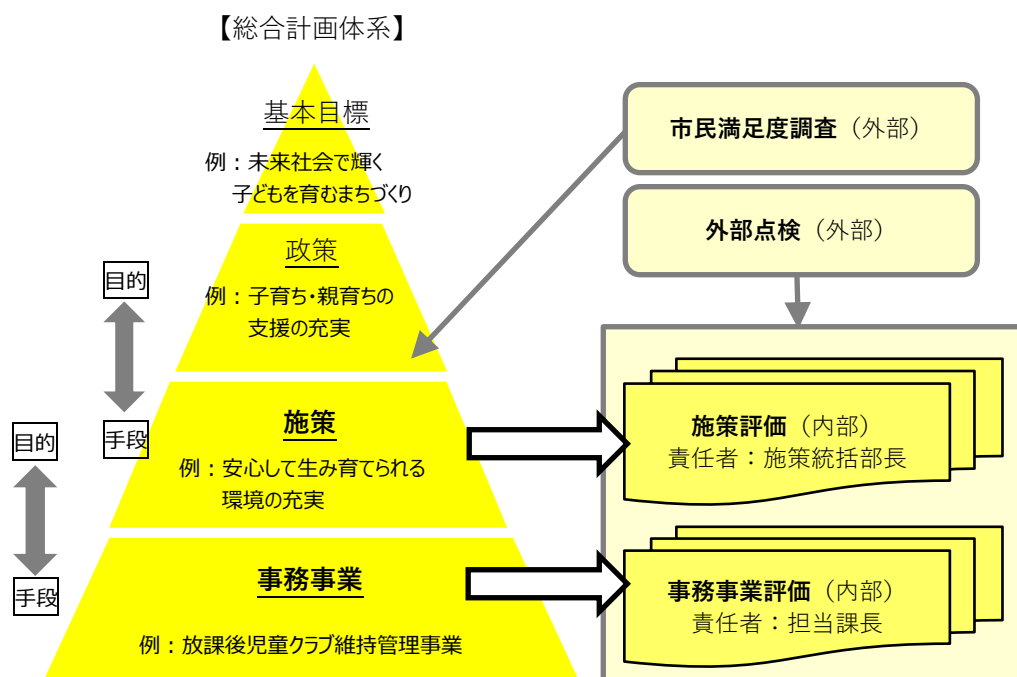 【総合計画体系】
基本目標
例：未来社会で輝く
子どもを育むまちづくり
政策
例：子育ち・親育ちの
支援の充実
施策
例：安心して生み育てられる
環境の充実
事務事業
例：放課後児童クラブ維持管理事業
目的
手段
目的
手段
市民満足度調査（外部）
外部点検（外部）
施策評価（内部）
責任者：施策統括部長
事務事業評価（内部）
責任者：担当課長